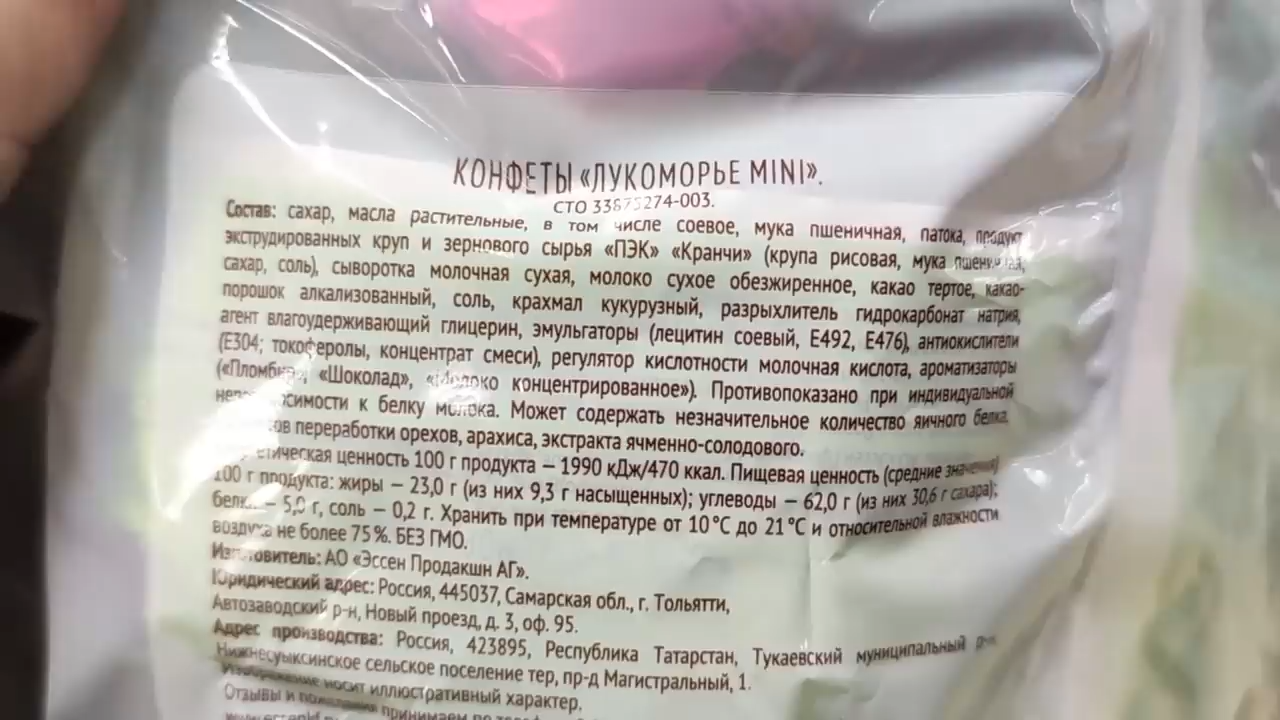 КОНФЕТЫ «ЛУКОМОРЬЕ MINI».
СТО 33875274-003.
Состав: сахар, масла растительные, в том числе соевое, мука пшеничная, патока, продукт
экструдированных круп и зернового сырья «ПЭК» «Кранчи» (крупа рисовая, мука пшеничная,
сахар, соль), сыворотка молочная сухая, молоко сухое обезжиренное, какао тертое, какао-
порошок алкализованный, соль, крахмал кукурузный, разрыхлитель гидрокарбонат натрия,
агент влагоудерживающий глицерин, эмульгаторы (лецитин соевый, Е492, Е476), антиокислители
(Е304; токоферолы, концентрат смеси), регулятор кислотности молочная кислота, ароматизаторы
(«Пломбир», «Шоколад», «Молоко концентрированное»). Противопоказано при индивидуальной
к белку молока. Может содержать незначительное количество яичного белка,
переработки орехов, арахиса, экстракта ячменно-солодового.
ценность 100 г продукта – 1990 кДж/470 ккал. Пищевая ценность (средние значения)
100 г продукта: жиры – 23,0 г (из них 9,3 г насыщенных); углеводы – 62,0 г (из них 30,6 г сахара);
– 5,0 г, соль – 0,2 г. Хранить при температуре от 10°C до 21°C и относительной влажности
воздуха не более 75%. БЕЗ ГМО.
Изготовитель: АО «Эссен Продакшн АГ».
Юридический адрес: Россия, 445037, Самарская обл., г. Тольятти,
Автозаводский р-н, Новый проезд, д. 3, оф. 95.
Адрес производства: Россия, 423895, Республика Татарстан, Тукаевский муниципальный р-н,
Нижнесуыксинское сельское поселение тер, пр-д Магистральный, 1.
Изображение носит иллюстративный характер.
Отзывы и пожелания принимаем по